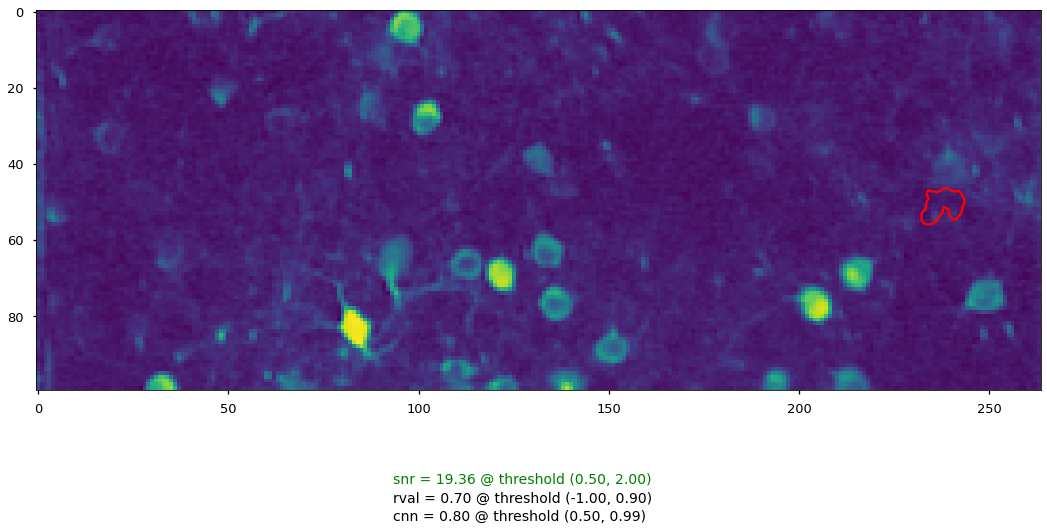 0
20
40
60
80
0 50 100 150 200 250
snr = 19.36 @ threshold (0.50, 2.00)
rval = 0.70 @ threshold (-1.00, 0.90)
cnn = 0.80 @ threshold (0.50, 0.99)